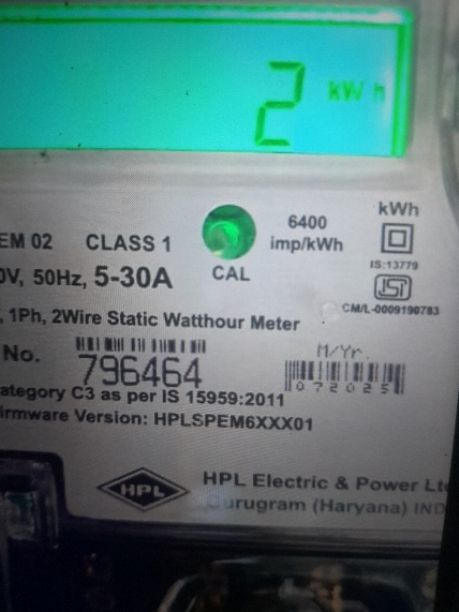 2 kWh
kWh
6400
imp/kWh
EM 02 CLASS 1
CAL
IS:13779
ISI
CM/L-0009190783
0V, 50Hz, 5-30A
, 1Ph, 2Wire Static Watthour Meter
No.
796464
M/Yr.
072025
ategory C3 as per IS 15959:2011
irmware Version: HPLSPEM6XXX01
HPL
HPL Electric & Power Lt
Gurugram (Haryana) IND